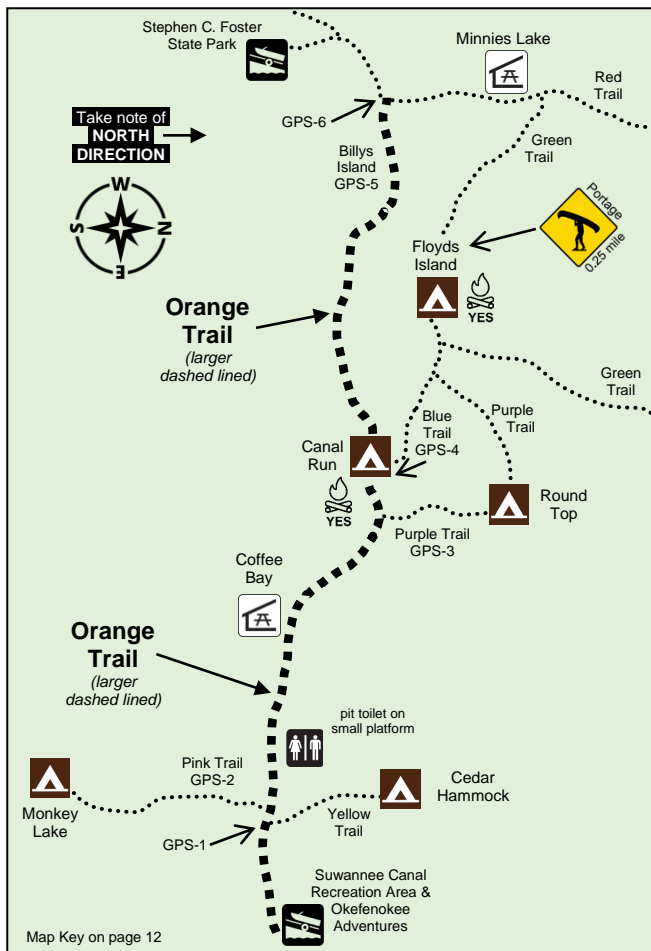 Stephen C. Foster
State Park
Minnies Lake
Red
Trail
Take note of
NORTH
DIRECTION
GPS-6
Green
Trail
Billys
Island
GPS-5
Portage
0.25 mile
W
S
N
E
Floyds
Island
YES
Orange
Trail
(larger
dashed lined)
Green
Trail
Blue
Trail
GPS-4
Purple
Trail
Canal
Run
YES
Round
Top
Purple Trail
GPS-3
Coffee
Bay
Orange
Trail
(larger
dashed lined)
pit toilet on
small platform
Pink Trail
GPS-2
Cedar
Hammock
Monkey
Lake
Yellow
Trail
GPS-1
Suwannee Canal
Recreation Area &
Okefenokee
Adventures
Map Key on page 12